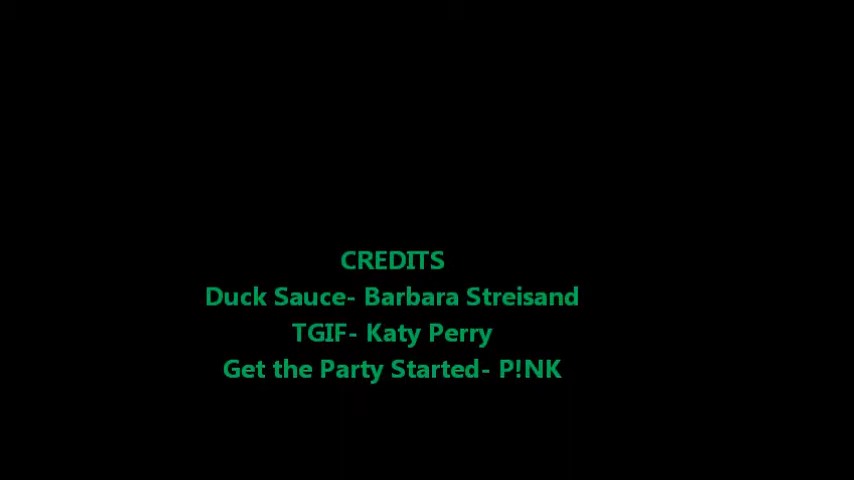 CREDITS
Duck Sauce- Barbara Streisand
TGIF- Katy Perry
Get the Party Started- P!NK